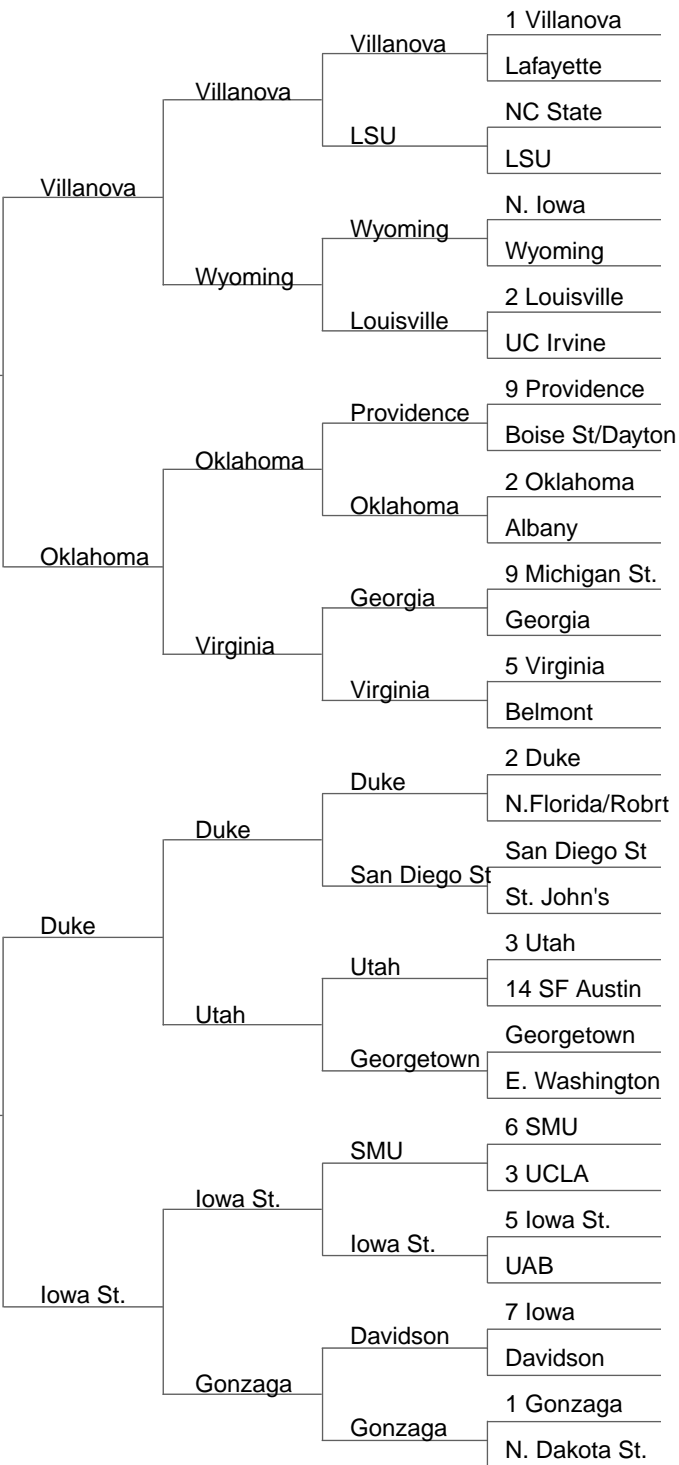 1 Villanova
Villanova
Lafayette
Villanova
NC State
LSU
LSU
Villanova
N. Iowa
Wyoming
Wyoming
Wyoming
2 Louisville
Louisville
UC Irvine
9 Providence
Providence
Boise St/Dayton
Oklahoma
2 Oklahoma
Oklahoma
Albany
Oklahoma
9 Michigan St.
Georgia
Georgia
Virginia
5 Virginia
Virginia
Belmont
2 Duke
Duke
N.Florida/Robrt
Duke
San Diego St
San Diego St
St. John's
Duke
3 Utah
Utah
14 SF Austin
Utah
Georgetown
Georgetown
E. Washington
6 SMU
SMU
3 UCLA
Iowa St.
5 Iowa St.
Iowa St.
UAB
Iowa St.
7 Iowa
Davidson
Davidson
Gonzaga
1 Gonzaga
Gonzaga
N. Dakota St.